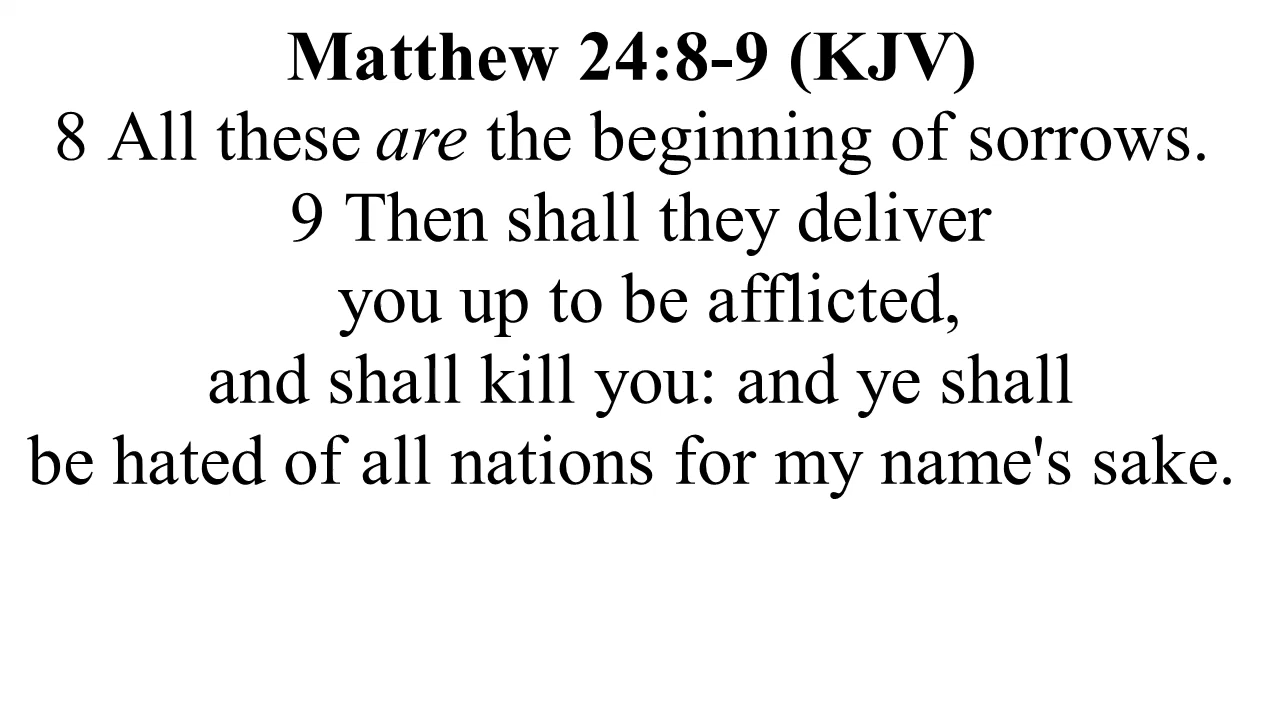 Matthew 24:8-9 (KJV)
8 All these are the beginning of sorrows.
9 Then shall they deliver
you up to be afflicted,
and shall kill you: and ye shall
be hated of all nations for my name's sake.